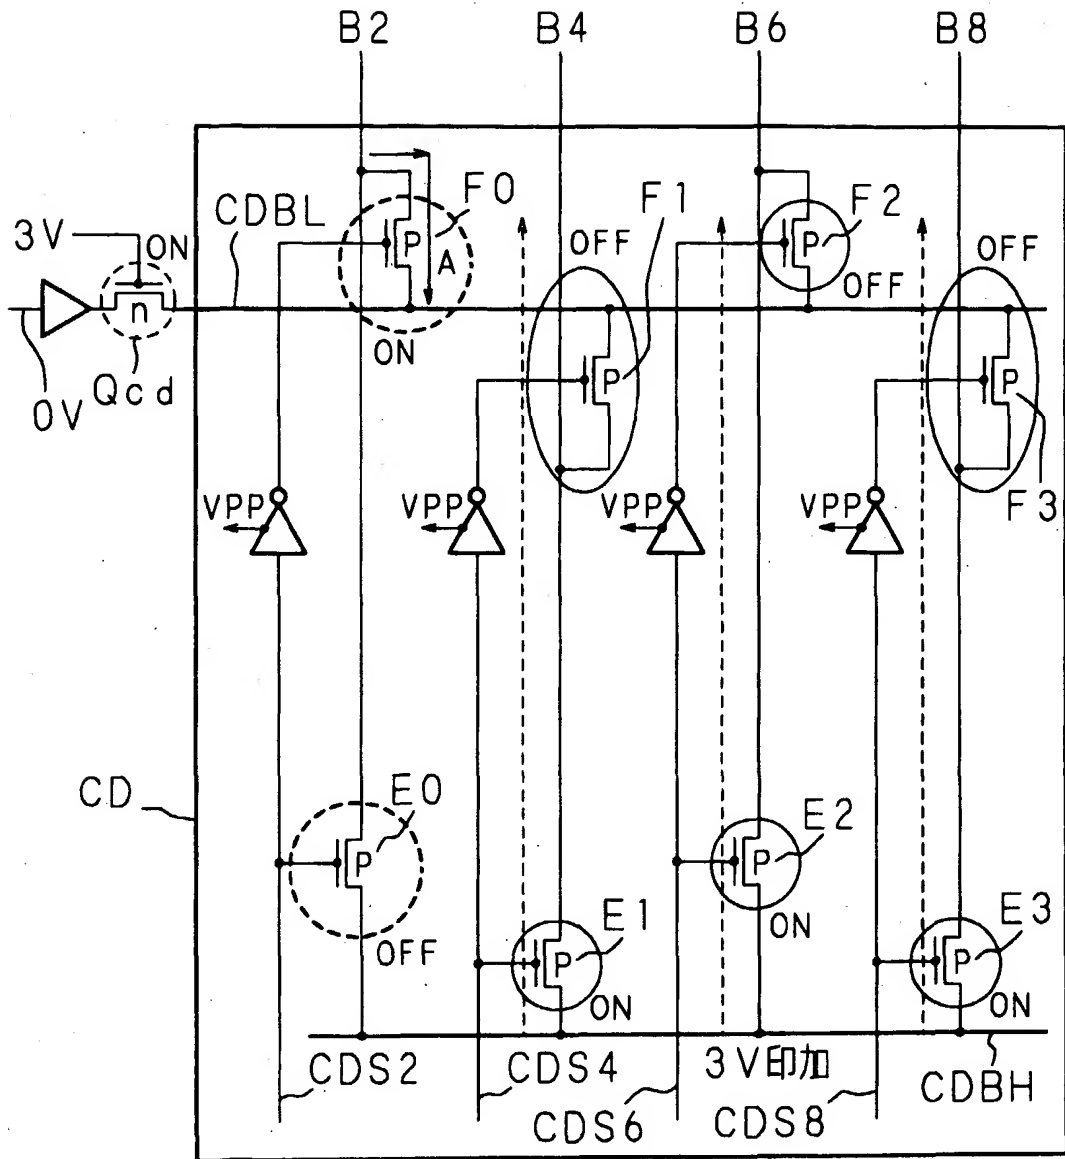 B2
B4
B6
B8
3V
ON
CDBL
P
F0
A
F1
F2
OFF
P
OFF
OFF
n
Qcd
0V
ON
P
P
F3
VPP
VPP
VPP
VPP
CD
E0
P
OFF
E2
P
ON
E1
P
ON
E3
P
ON
CDS2
CDS4
CDS6
3V印加
CDS8
CDBH